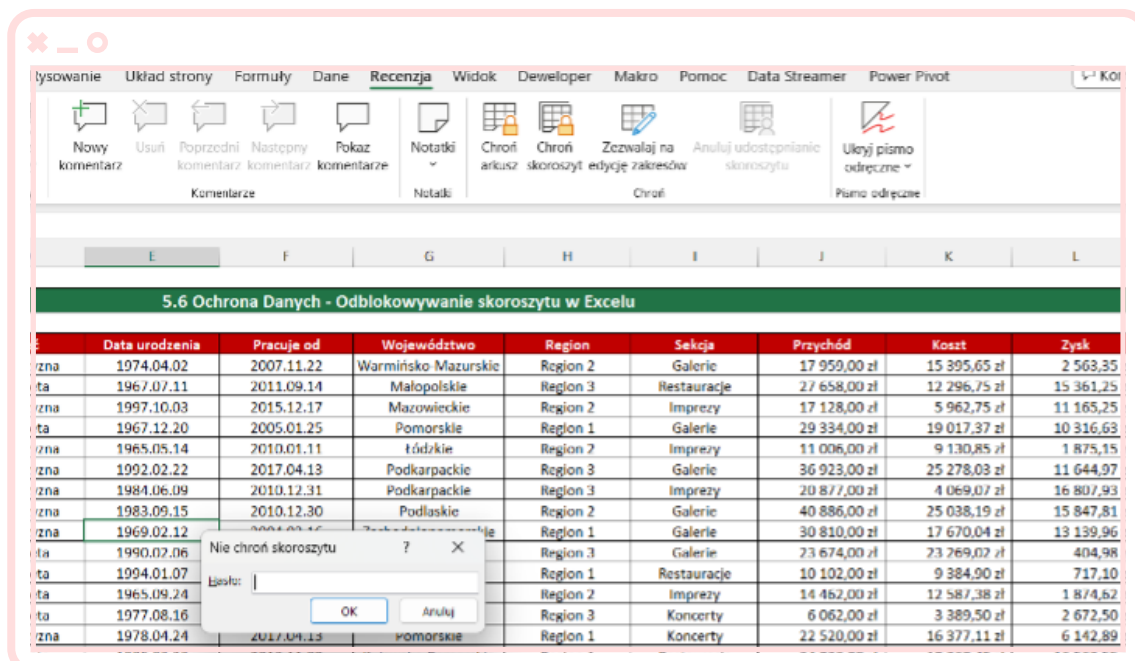 Rysowanie Układ strony Formuły Dane Recenzja Widok Deweloper Makro Pomoc Data Streamer Power Pivot
Nowy komentarz Usuń Poprzedni komentarz Następny komentarz Pokaz komentarze Notatki Chroń arkusz Chroń skoroszyt Zezwalaj na edycję zakresów Anuluj udostępnianie skoroszytu Ukryj pismo odręczne
Komentarze Notatki Chroń Pismo odręczne
E F G H I J K L
5.6 Ochrona Danych - Odblokowywanie skoroszytu w Excelu
Data urodzenia Pracuje od Województwo Region Sekcja Przychód Koszt Zysk
zna 1974.04.02 2007.11.22 Warmińsko-Mazurskie Region 2 Galerie 17 959,00 zł 15 395,65 zł 2 563,35
ta 1967.07.11 2011.09.14 Małopolskie Region 3 Restauracje 27 658,00 zł 12 296,75 zł 15 361,25
zna 1997.10.03 2015.12.17 Mazowieckie Region 2 Imprezy 17 128,00 zł 5 962,75 zł 11 165,25
ta 1967.12.20 2005.01.25 Pomorskie Region 1 Galerie 29 334,00 zł 19 017,37 zł 10 316,63
zna 1965.05.14 2010.01.11 Łódzkie Region 2 Imprezy 11 006,00 zł 9 130,85 zł 1 875,15
zna 1992.02.22 2017.04.13 Podkarpackie Region 3 Galerie 36 923,00 zł 25 278,03 zł 11 644,97
zna 1984.06.09 2010.12.31 Podkarpackie Region 3 Imprezy 20 877,00 zł 4 069,07 zł 16 807,93
zna 1983.09.15 2010.12.30 Podlaskie Region 2 Galerie 40 886,00 zł 25 038,19 zł 15 847,81
zna 1969.02.12 Region 1 Galerie 30 810,00 zł 17 670,04 zł 13 139,96
ta 1990.02.06 Region 3 Galerie 23 674,00 zł 23 269,02 zł 404,98
ta 1994.01.07 Region 1 Restauracje 10 102,00 zł 9 384,90 zł 717,10
ta 1965.09.24 Region 2 Imprezy 14 462,00 zł 12 587,38 zł 1 874,62
ta 1977.08.16 Region 3 Koncerty 6 062,00 zł 3 389,50 zł 2 672,50
zna 1978.04.24 2017.04.13 Pomorskie Region 1 Koncerty 22 520,00 zł 16 377,11 zł 6 142,89
Nie chroń skoroszytu ?
Hasło:
OK Anuluj